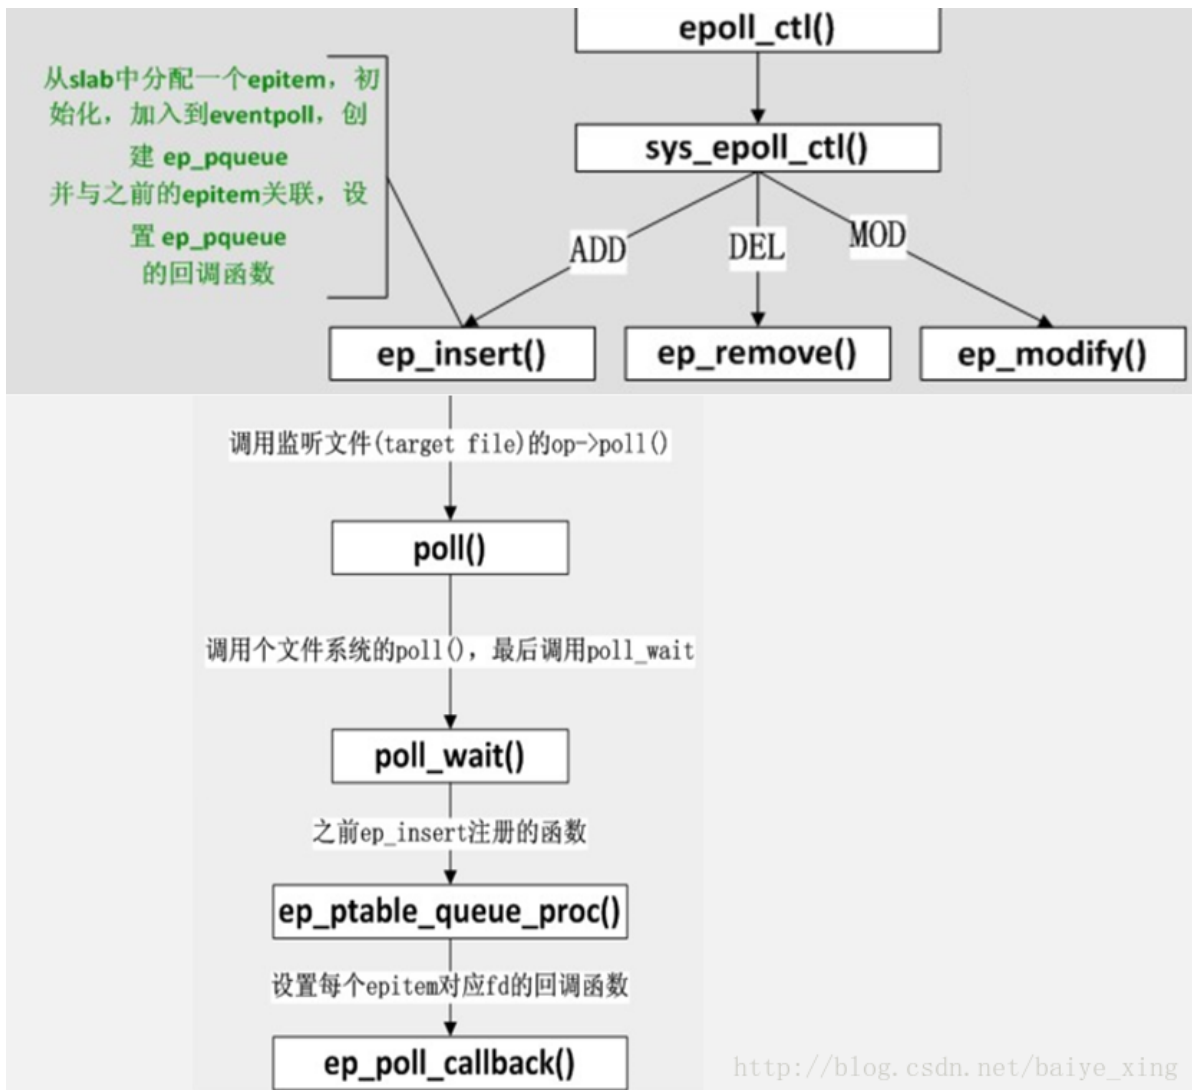 epoll_ctl()
从slab中分配一个epitem，初
始化，加入到eventpoll，创
建 ep_pqueue
并与之前的epitem关联，设
置 ep_pqueue
的回调函数
sys_epoll_ctl()
ADD
DEL
MOD
ep_insert()
ep_remove()
ep_modify()
调用监听文件(target file)的op->poll()
poll()
调用个文件系统的poll()，最后调用poll_wait
poll_wait()
之前ep_insert注册的函数
ep_ptable_queue_proc()
设置每个epitem对应fd的回调函数
ep_poll_callback()
http://blog.csdn.net/baiye_xing